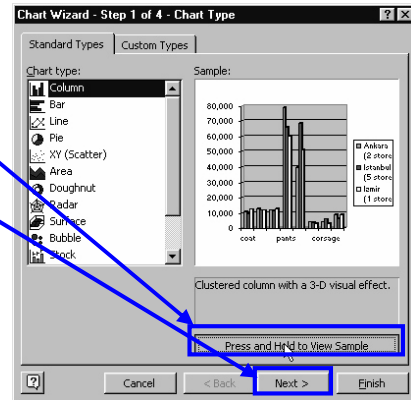 Chart Wizard - Step 1 of 4 - Chart Type
Standard Types Custom Types
Chart type:
Column
Bar
Line
Pie
XY (Scatter)
Area
Doughnut
Radar
Surface
Bubble
Stock
Sample:
80,000
70,000
60,000
50,000
40,000
30,000
20,000
10,000
0
coat pants corsage
Ankara
(2 store
Istanbul
(5 store
Izmir
(1 store
Clustered column with a 3-D visual effect.
Press and Hold to View Sample
Cancel < Back Next > Finish